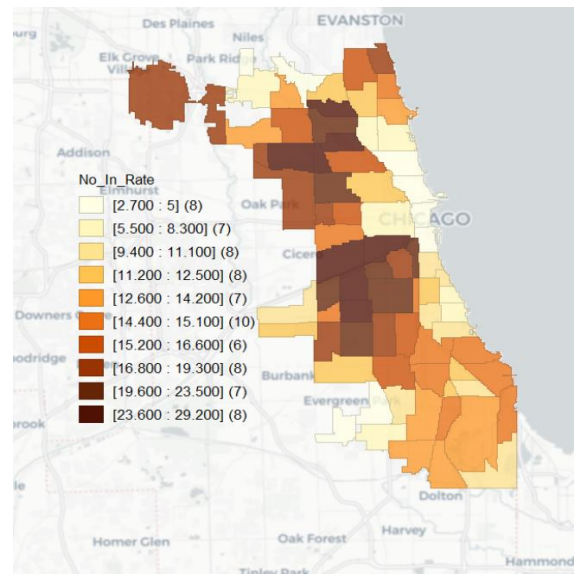 EVANSTON
Des Plaines
Niles
Elk Grove
Village
Park Ridge
Addison
Elmhurst
Oak Park
CHICAGO
Cicero
Downers Grove
Burbank
Evergreen Park
Dolton
Oak Forest
Harvey
Homer Glen
Hammond
Tinley Park
No_In_Rate
[2.700 : 5] (8)
[5.500 : 8.300] (7)
[9.400 : 11.100] (8)
[11.200 : 12.500] (8)
[12.600 : 14.200] (7)
[14.400 : 15.100] (10)
[15.200 : 16.600] (6)
[16.800 : 19.300] (8)
[19.600 : 23.500] (7)
[23.600 : 29.200] (8)